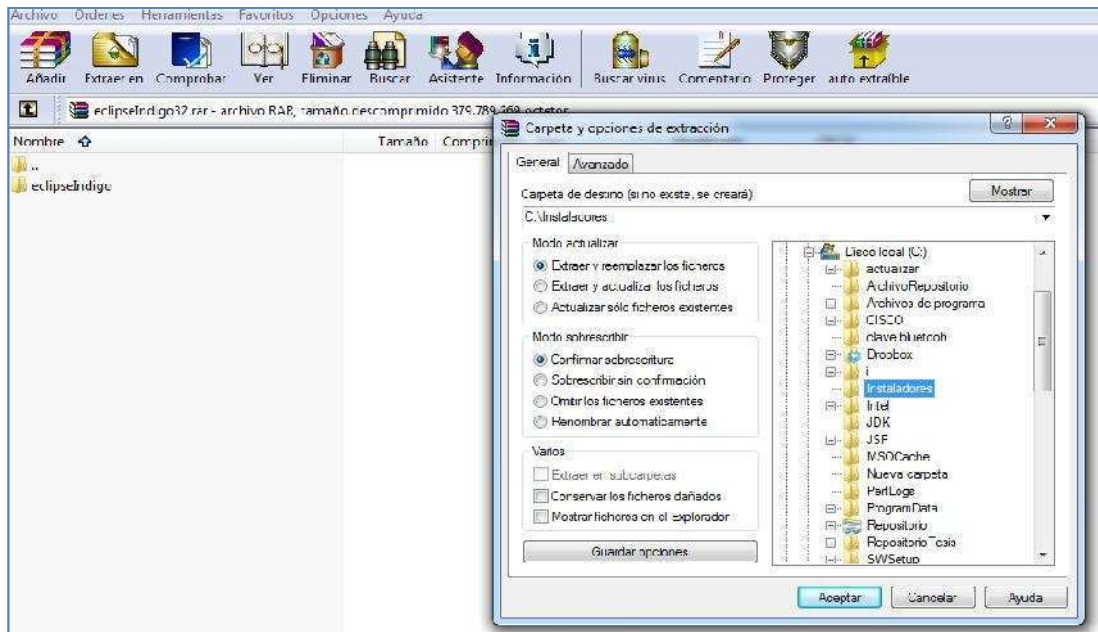 Archivo Ordenes Herramientas Favoritos Opciones Ayuda
Añadir Extraer en Comprobar Ver Eliminar Buscar Asistente Información Buscar virus Comentario Proteger auto extraíble
eclipseIndigo32.rar - archivo RAR, tamaño descomprimido 379.789.269 octetos
Nombre Tamaño Comprim
..
eclipseIndigo
Carpeta y opciones de extracción
General Avanzado
Carpeta de destino (si no existe, se creará)
Mostrar
C:\Instaladores
Modo actualizar
Extraer y reemplazar los ficheros
Extraer y actualizar los ficheros
Actualizar sólo ficheros existentes
Modo sobrescribir
Confirmar sobrescritura
Sobrescribir sin confirmación
Omitir los ficheros existentes
Renombrar automaticamente
Varios
Extraer en subcarpetas
Conservar los ficheros dañados
Mostrar ficheros en el Explorador
Guardar opciones
Disco local (C:)
actualizar
ArchivoRepositorio
Archivos de programa
CISCO
clave bluetooh
Dropbox
i
Instaladores
Intel
JDK
JSF
MSOCache
Nueva carpeta
PerfLogs
ProgramData
Repositorio
RepositorioTesis
SWSetup
Aceptar Cancelar Ayuda